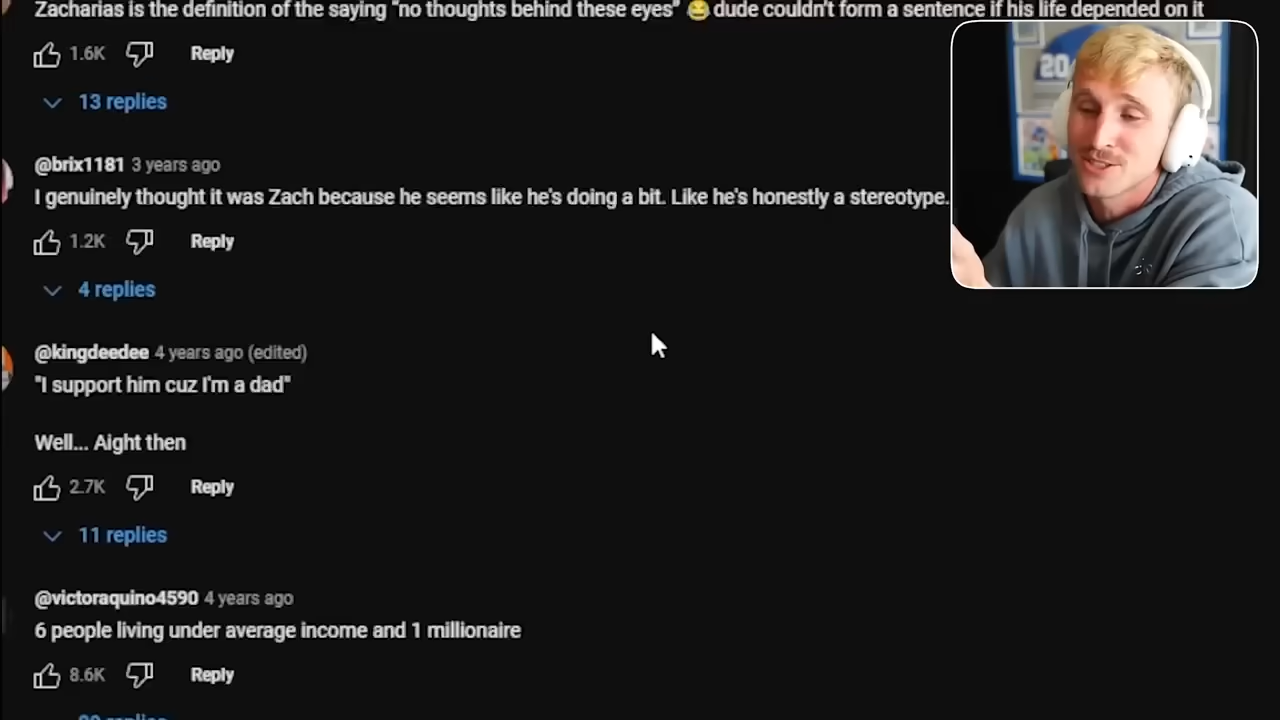 Zacharias is the definition of the saying "no thoughts behind these eyes" 😂 dude couldn't form a sentence if his life depended on it
1.6K Reply
13 replies
@brix1181 3 years ago
I genuinely thought it was Zach because he seems like he's doing a bit. Like he's honestly a stereotype.
1.2K Reply
4 replies
@kingdeedee 4 years ago (edited)
"I support him cuz I'm a dad"
Well... Aight then
2.7K Reply
11 replies
@victoraquino4590 4 years ago
6 people living under average income and 1 millionaire
8.6K Reply
replies
20